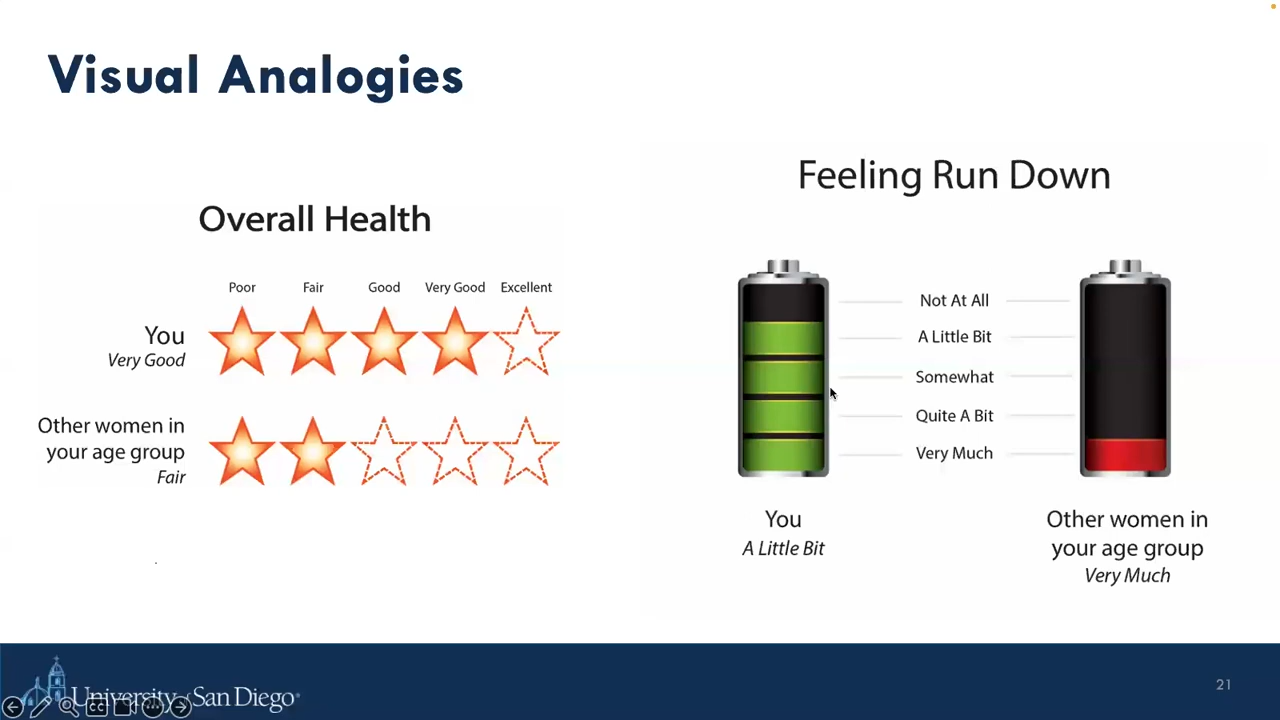 Visual Analogies
Overall Health
Poor Fair Good Very Good Excellent
You
Very Good
Other women in
your age group
Fair
Feeling Run Down
Not At All
A Little Bit
Somewhat
Quite A Bit
Very Much
You
A Little Bit
Other women in
your age group
Very Much
University of San Diego
CC
21